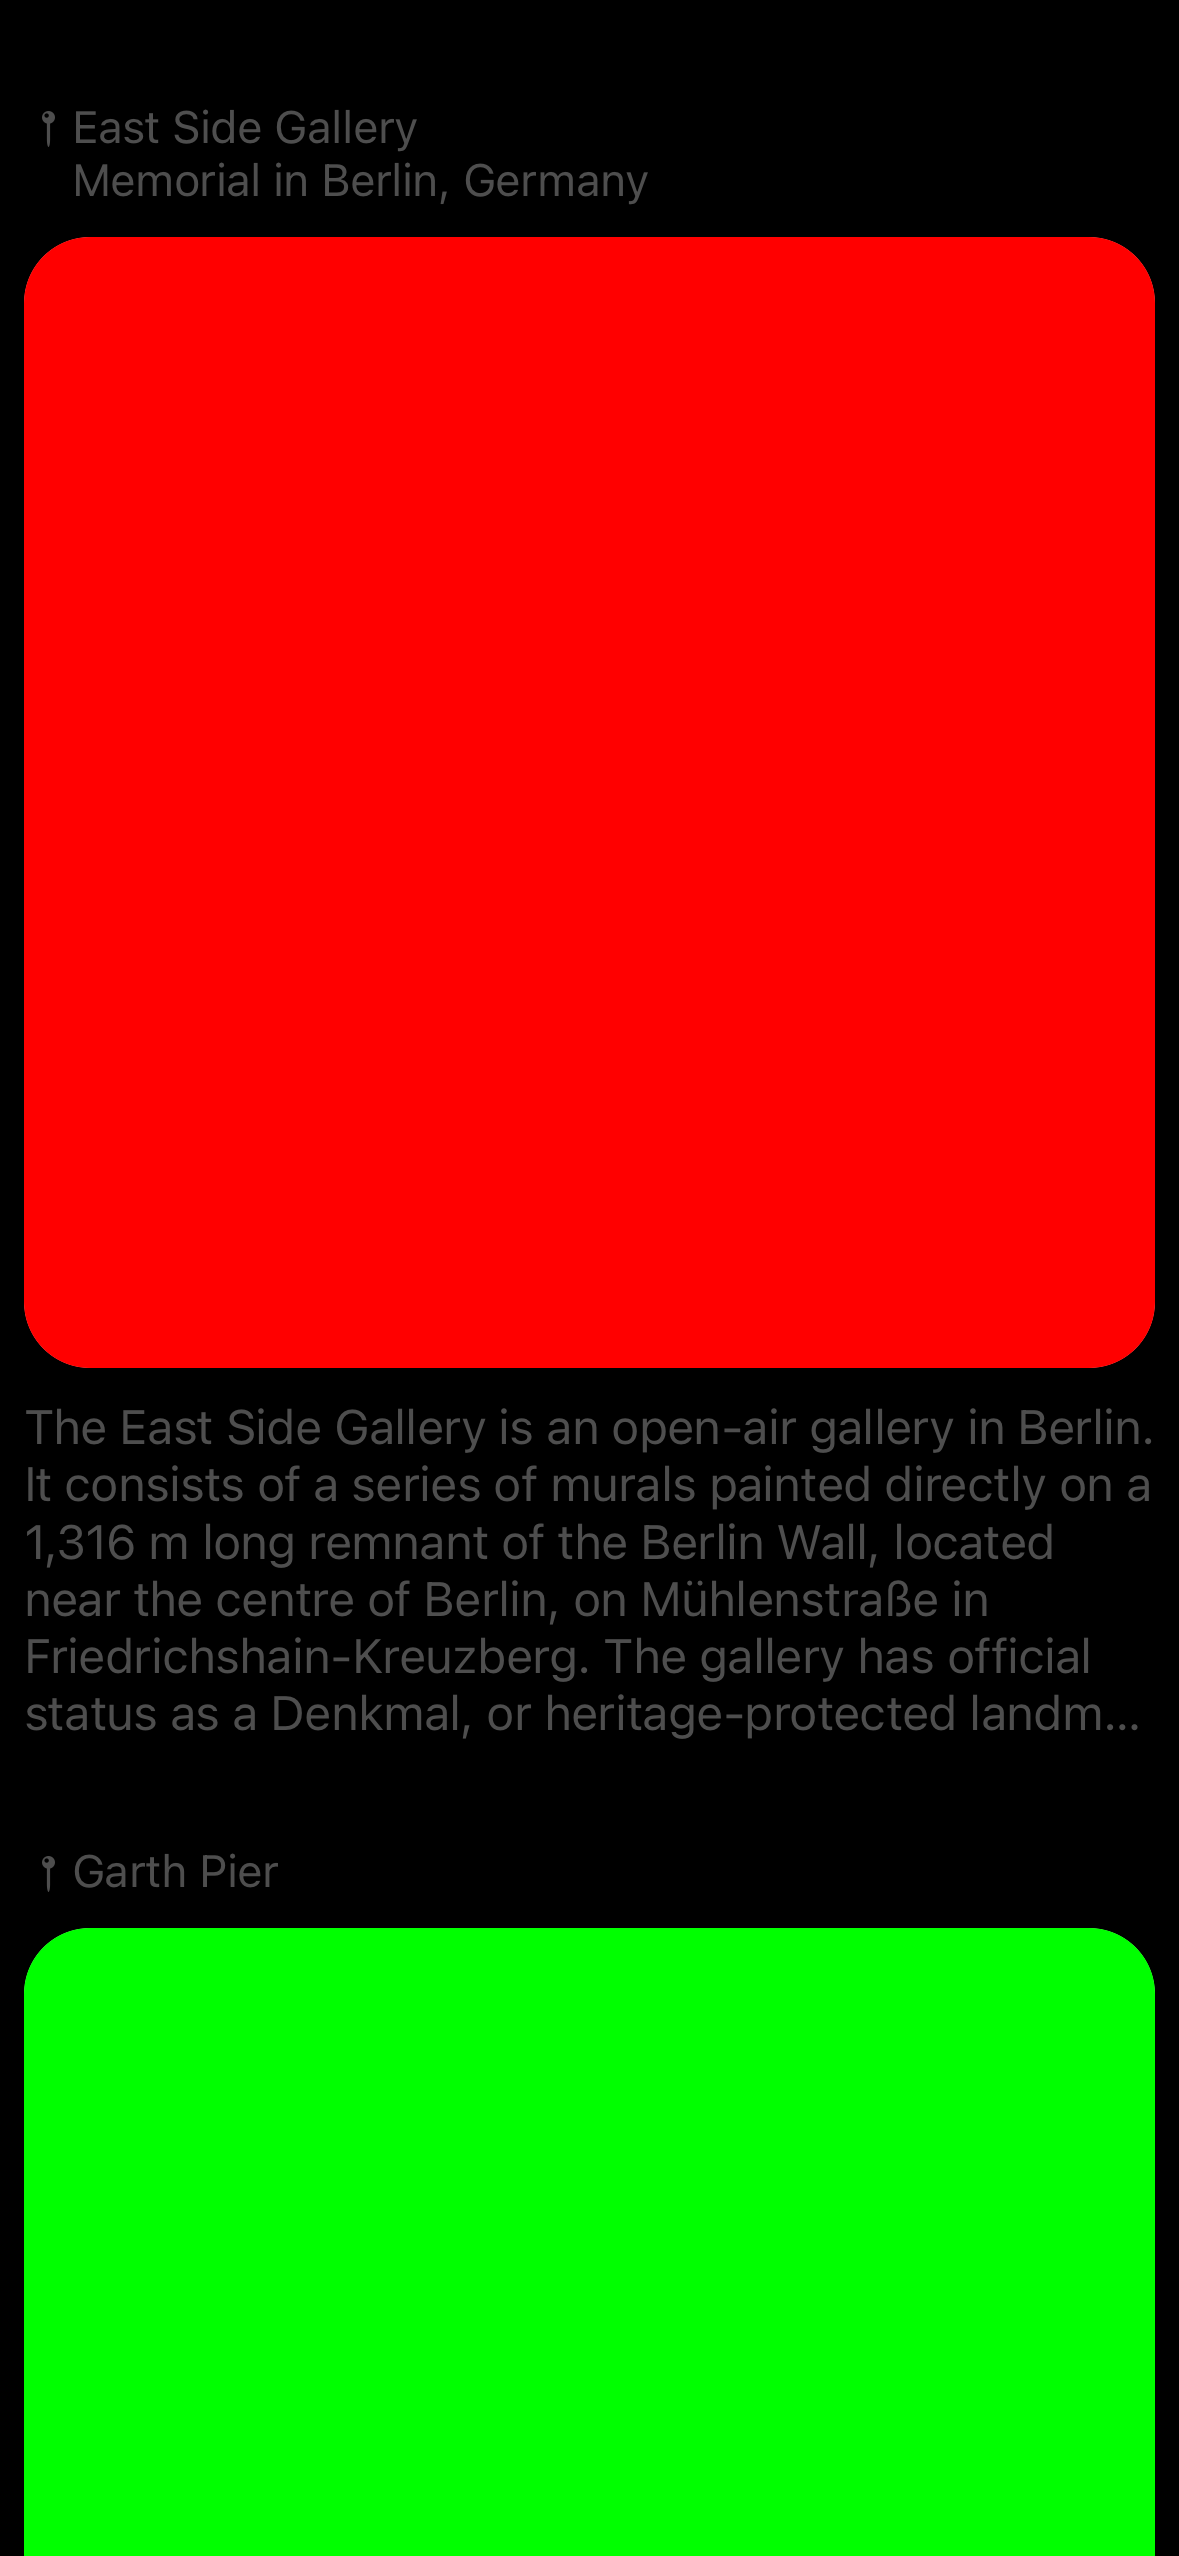 East Side Gallery
Memorial in Berlin, Germany
The East Side Gallery is an open-air gallery in Berlin.
It consists of a series of murals painted directly on a
1,316 m long remnant of the Berlin Wall, located
near the centre of Berlin, on Mühlenstraße in
Friedrichshain-Kreuzberg. The gallery has official
status as a Denkmal, or heritage-protected landm...
Garth Pier